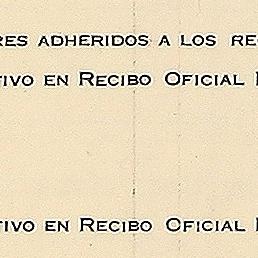 RES ADHERIDOS A LOS RE
TIVO EN RECIBO OFICIAL
TIVO EN RECIBO OFICIAL